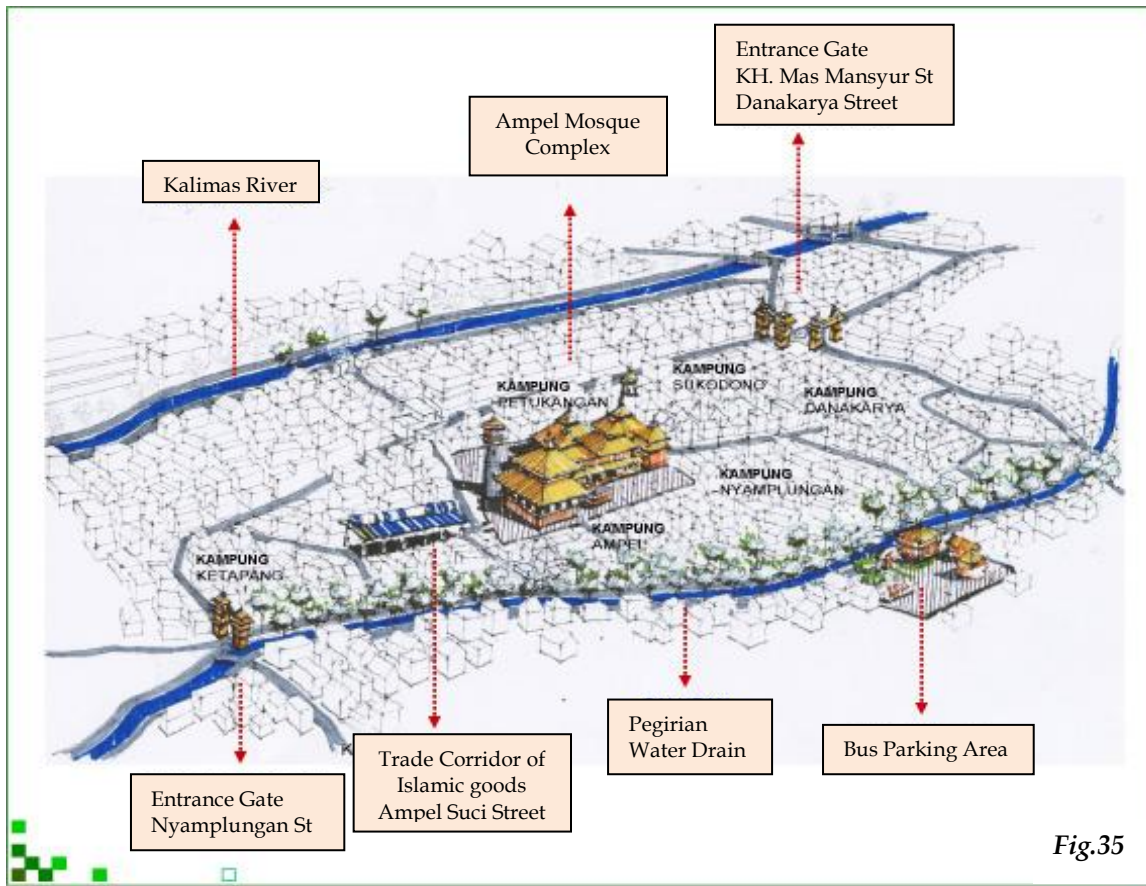 Entrance Gate
KH. Mas Mansyur St
Danakarya Street
Ampel Mosque
Complex
Kalimas River
KAMPUNG
PETUKANGAN
KAMPUNG
SUKODONO
KAMPUNG
DANAKARYA
KAMPUNG
NYAMPLUNGAN
KAMPUNG
AMPEL
KAMPUNG
KETAPANG
K
Entrance Gate
Nyamplungan St
Trade Corridor of
Islamic goods
Ampel Suci Street
Pegirian
Water Drain
Bus Parking Area
Fig.35